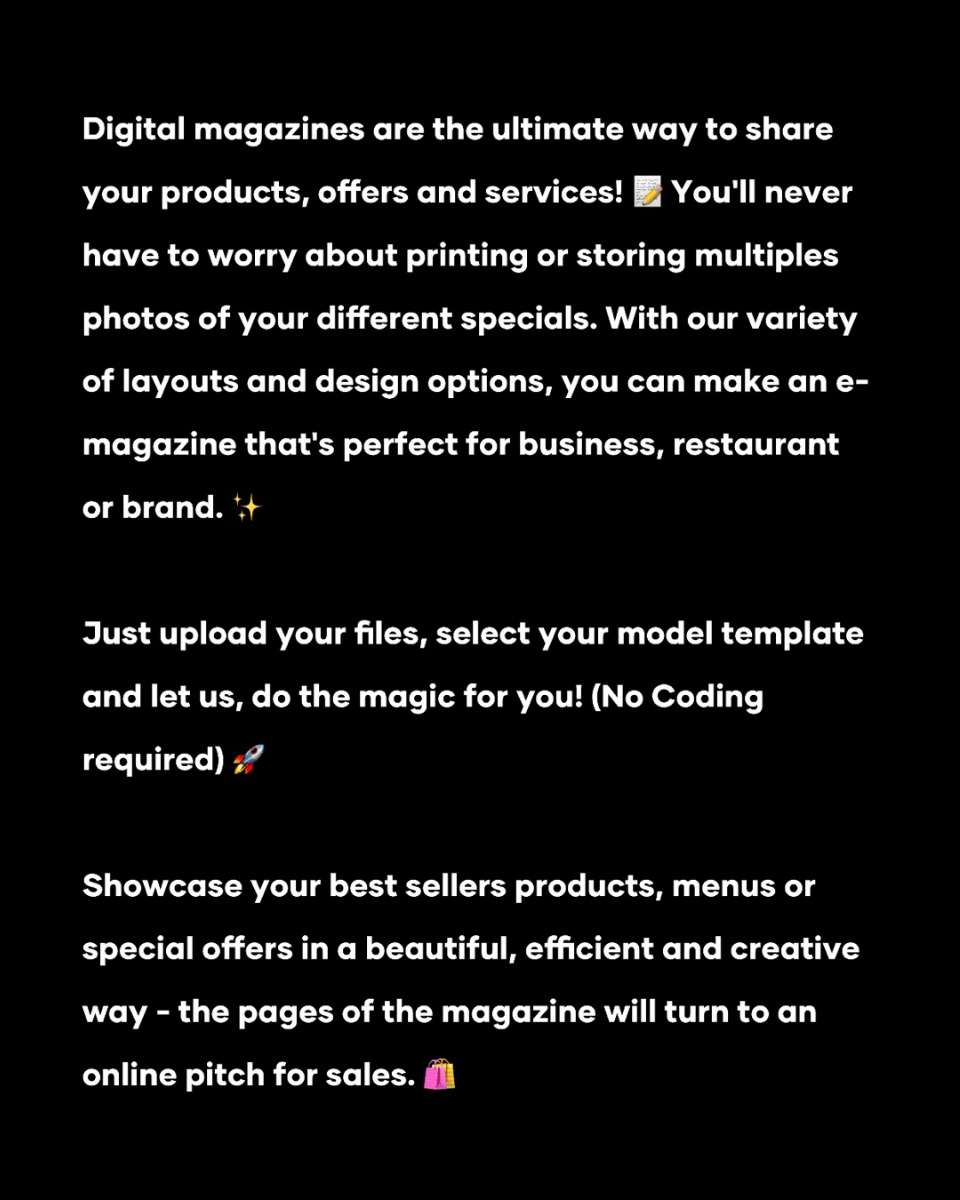 Digital magazines are the ultimate way to share
your products, offers and services! 📝 You'll never
have to worry about printing or storing multiples
photos of your different specials. With our variety
of layouts and design options, you can make an e-
magazine that's perfect for business, restaurant
or brand. ✨
Just upload your files, select your model template
and let us, do the magic for you! (No Coding
required) 🚀
Showcase your best sellers products, menus or
special offers in a beautiful, efficient and creative
way - the pages of the magazine will turn to an
online pitch for sales. 🛍️